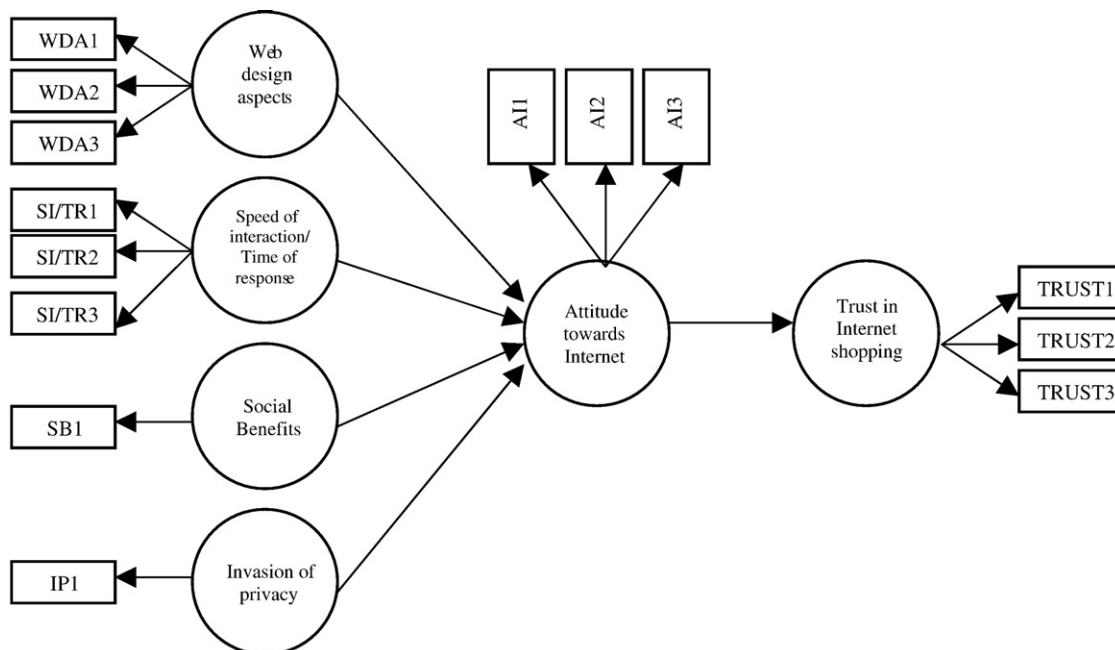 WDA1
WDA2
WDA3
Web
design
aspects
SI/TR1
SI/TR2
SI/TR3
Speed of
interaction/
Time of
response
SB1
Social
Benefits
IP1
Invasion of
privacy
AI1
AI2
AI3
Attitude
towards
Internet
Trust in
Internet
shopping
TRUST1
TRUST2
TRUST3